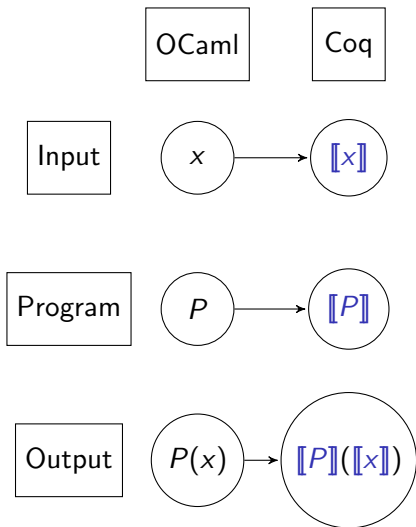 OCaml Coq
Input x ⟦x⟧
Program P ⟦P⟧
Output P(x) ⟦P⟧(⟦x⟧)